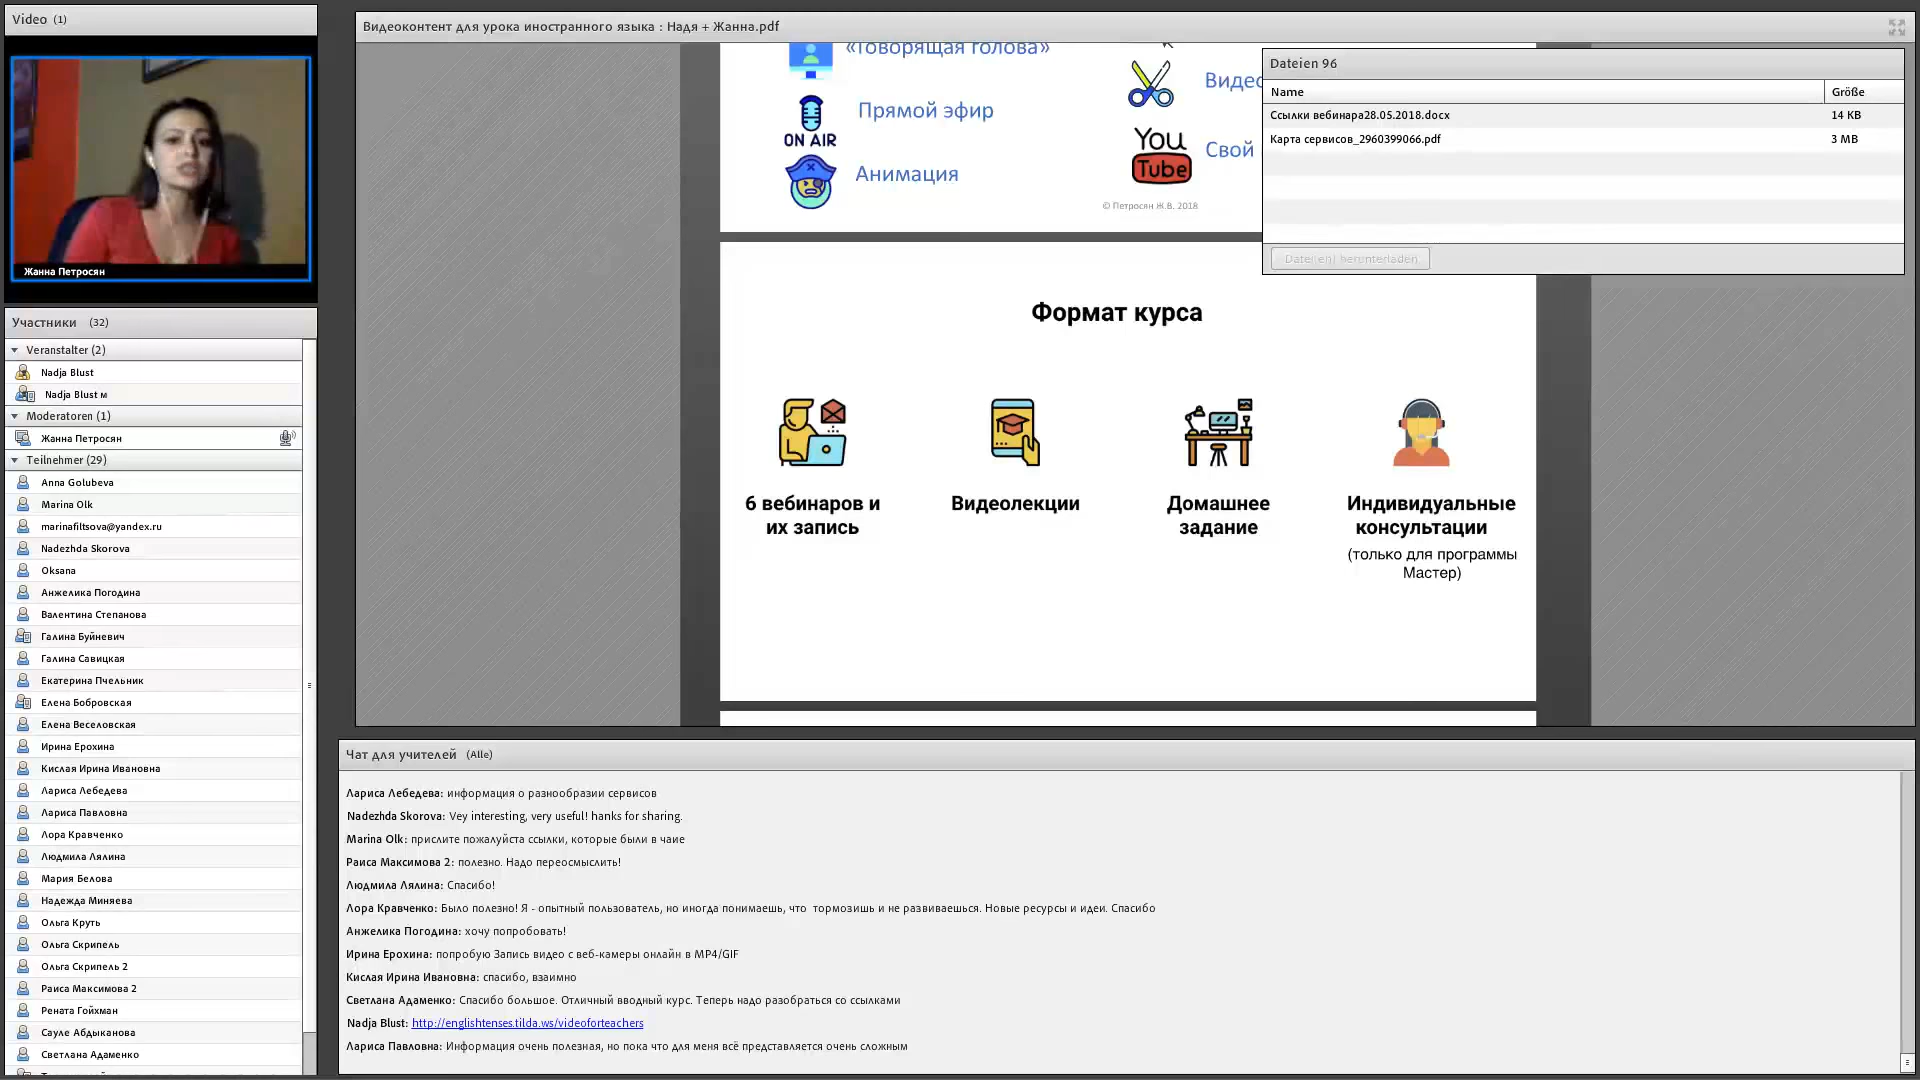 Video (1)
Жанна Петросян
Участники (32)
Veranstalter (2)
Nadja Blust
Nadja Blust м
Moderatoren (1)
Жанна Петросян
Teilnehmer (29)
Anna Golubeva
Marina Olk
marinafiltsova@yandex.ru
Nadezhda Skorova
Oksana
Анжелика Погодина
Валентина Степанова
Галина Буйневич
Галина Савицкая
Екатерина Пчельник
Елена Бобровская
Елена Веселовская
Ирина Ерохина
Кислая Ирина Ивановна
Лариса Лебедева
Лариса Павловна
Лора Кравченко
Людмила Лялина
Мария Белова
Надежда Миняева
Ольга Круть
Ольга Скрипель
Ольга Скрипель 2
Раиса Максимова 2
Рената Гойхман
Сауле Абдыканова
Светлана Адаменко
Видеоконтент для урока иностранного языка : Надя + Жанна.pdf
«Говорящая голова»
ON AIR
Прямой эфир
Анимация
You
Tube
Свой
© Петросян Ж.В. 2018
Dateien 96
Name Größe
Ссылки вебинара28.05.2018.docx 14 KB
Карта сервисов_2960399066.pdf 3 MB
Datei(en) herunterladen
Формат курса
6 вебинаров и
их запись
Видеолекции
Домашнее
задание
Индивидуальные
консультации
(только для программы
Мастер)
Чат для учителей (Alle)
Лариса Лебедева: информация о разнообразии сервисов
Nadezhda Skorova: Vey interesting, very useful! hanks for sharing.
Marina Olk: прислите пожалуйста ссылки, которые были в чаие
Раиса Максимова 2: полезно. Надо переосмыслить!
Людмила Лялина: Спасибо!
Лора Кравченко: Было полезно! Я - опытный пользователь, но иногда понимаешь, что тормозишь и не развиваешься. Новые ресурсы и идеи. Спасибо
Анжелика Погодина: хочу попробовать!
Ирина Ерохина: попробую Запись видео с веб-камеры онлайн в MP4/GIF
Кислая Ирина Ивановна: спасибо, взаимно
Светлана Адаменко: Спасибо большое. Отличный вводный курс. Теперь надо разобраться со ссылками
Nadja Blust: http://englishtenses.tilda.ws/videoforteachers
Лариса Павловна: Информация очень полезная, но пока что для меня всё представляется очень сложным